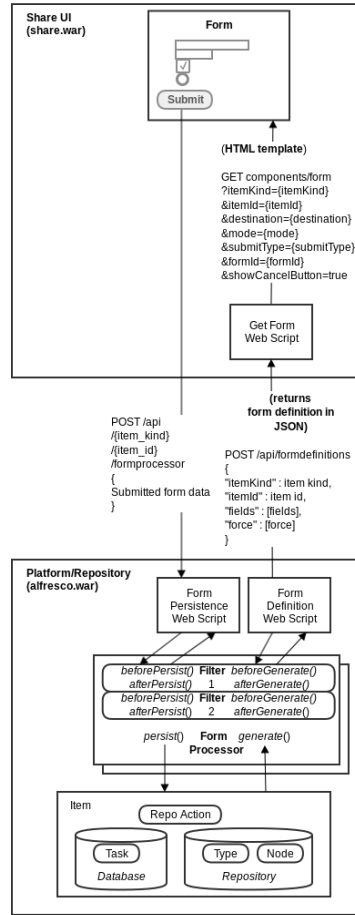 Share UI
(share.war)
Form
Submit
(HTML template)
GET components/form
?itemKind={itemKind}
&itemId={itemId}
&destination={destination}
&mode={mode}
&submitType={submitType}
&formId={formId}
&showCancelButton=true
Get Form
Web Script
(returns
form definition in
JSON)
POST /api
/{item_kind}
/{item_id}
/formprocessor
{
Submitted form data
}
POST /api/formdefinitions
{
"itemKind" : item kind,
"itemId" : item id,
"fields" : [fields],
"force" : [force]
}
Platform/Repository
(alfresco.war)
Form
Persistence
Web Script
Form
Definition
Web Script
beforePersist() Filter beforeGenerate()
afterPersist() 1 afterGenerate()
beforePersist() Filter beforeGenerate()
afterPersist() 2 afterGenerate()
persist() Form generate()
Processor
Item
Repo Action
Task
Database
Type Node
Repository